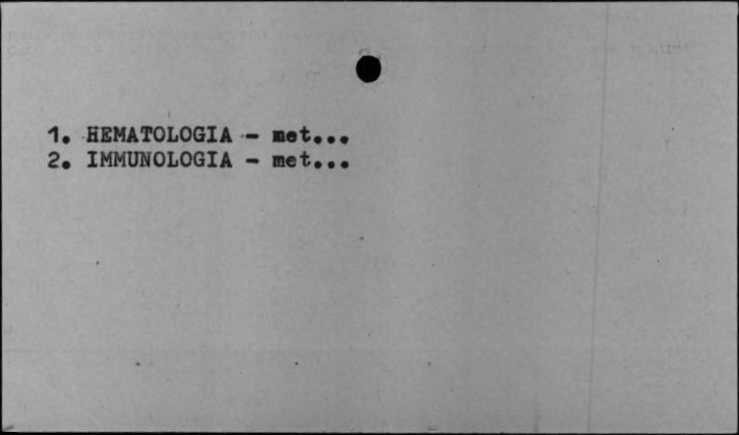 1. HEMATOLOGIA - met...
2. IMMUNOLOGIA - met...